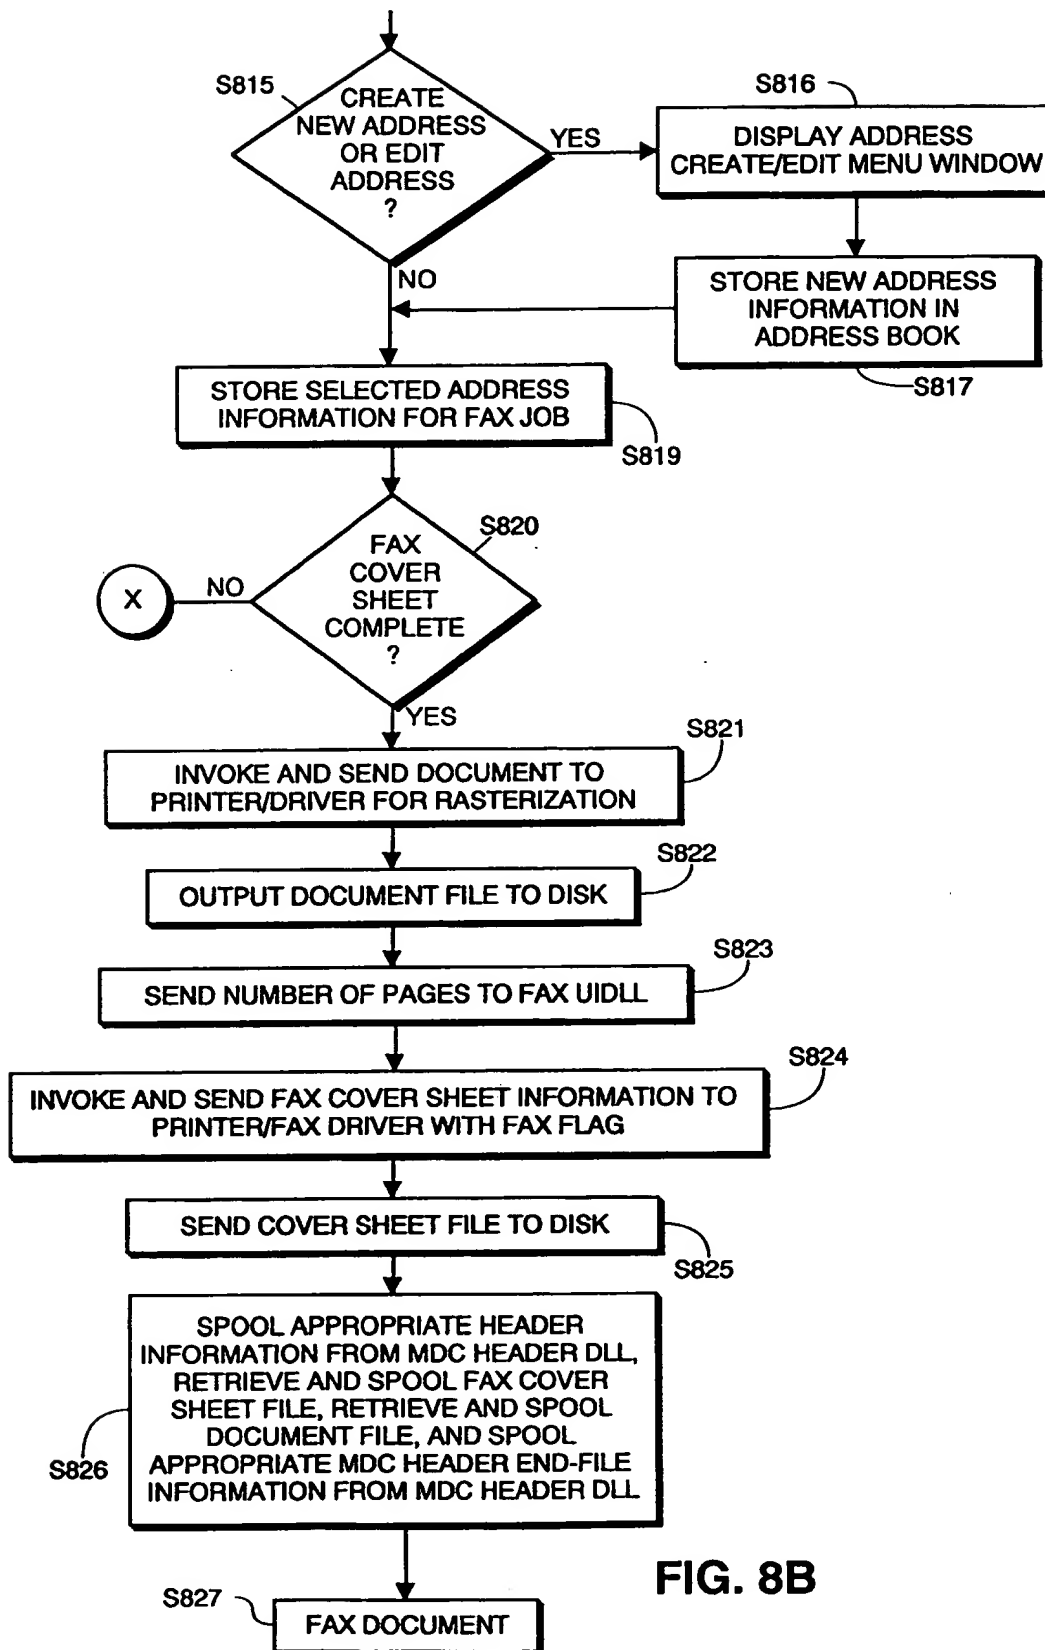 S815
CREATE
NEW ADDRESS
OR EDIT
ADDRESS
?
YES
S816
DISPLAY ADDRESS
CREATE/EDIT MENU WINDOW
NO
STORE NEW ADDRESS
INFORMATION IN
ADDRESS BOOK
S817
STORE SELECTED ADDRESS
INFORMATION FOR FAX JOB
S819
S820
FAX
COVER
SHEET
COMPLETE
?
NO
X
YES
S821
INVOKE AND SEND DOCUMENT TO
PRINTER/DRIVER FOR RASTERIZATION
S822
OUTPUT DOCUMENT FILE TO DISK
S823
SEND NUMBER OF PAGES TO FAX UIDLL
S824
INVOKE AND SEND FAX COVER SHEET INFORMATION TO
PRINTER/FAX DRIVER WITH FAX FLAG
SEND COVER SHEET FILE TO DISK
S825
SPOOL APPROPRIATE HEADER
INFORMATION FROM MDC HEADER DLL,
RETRIEVE AND SPOOL FAX COVER
SHEET FILE, RETRIEVE AND SPOOL
DOCUMENT FILE, AND SPOOL
APPROPRIATE MDC HEADER END-FILE
INFORMATION FROM MDC HEADER DLL
S826
S827
FAX DOCUMENT
FIG. 8B